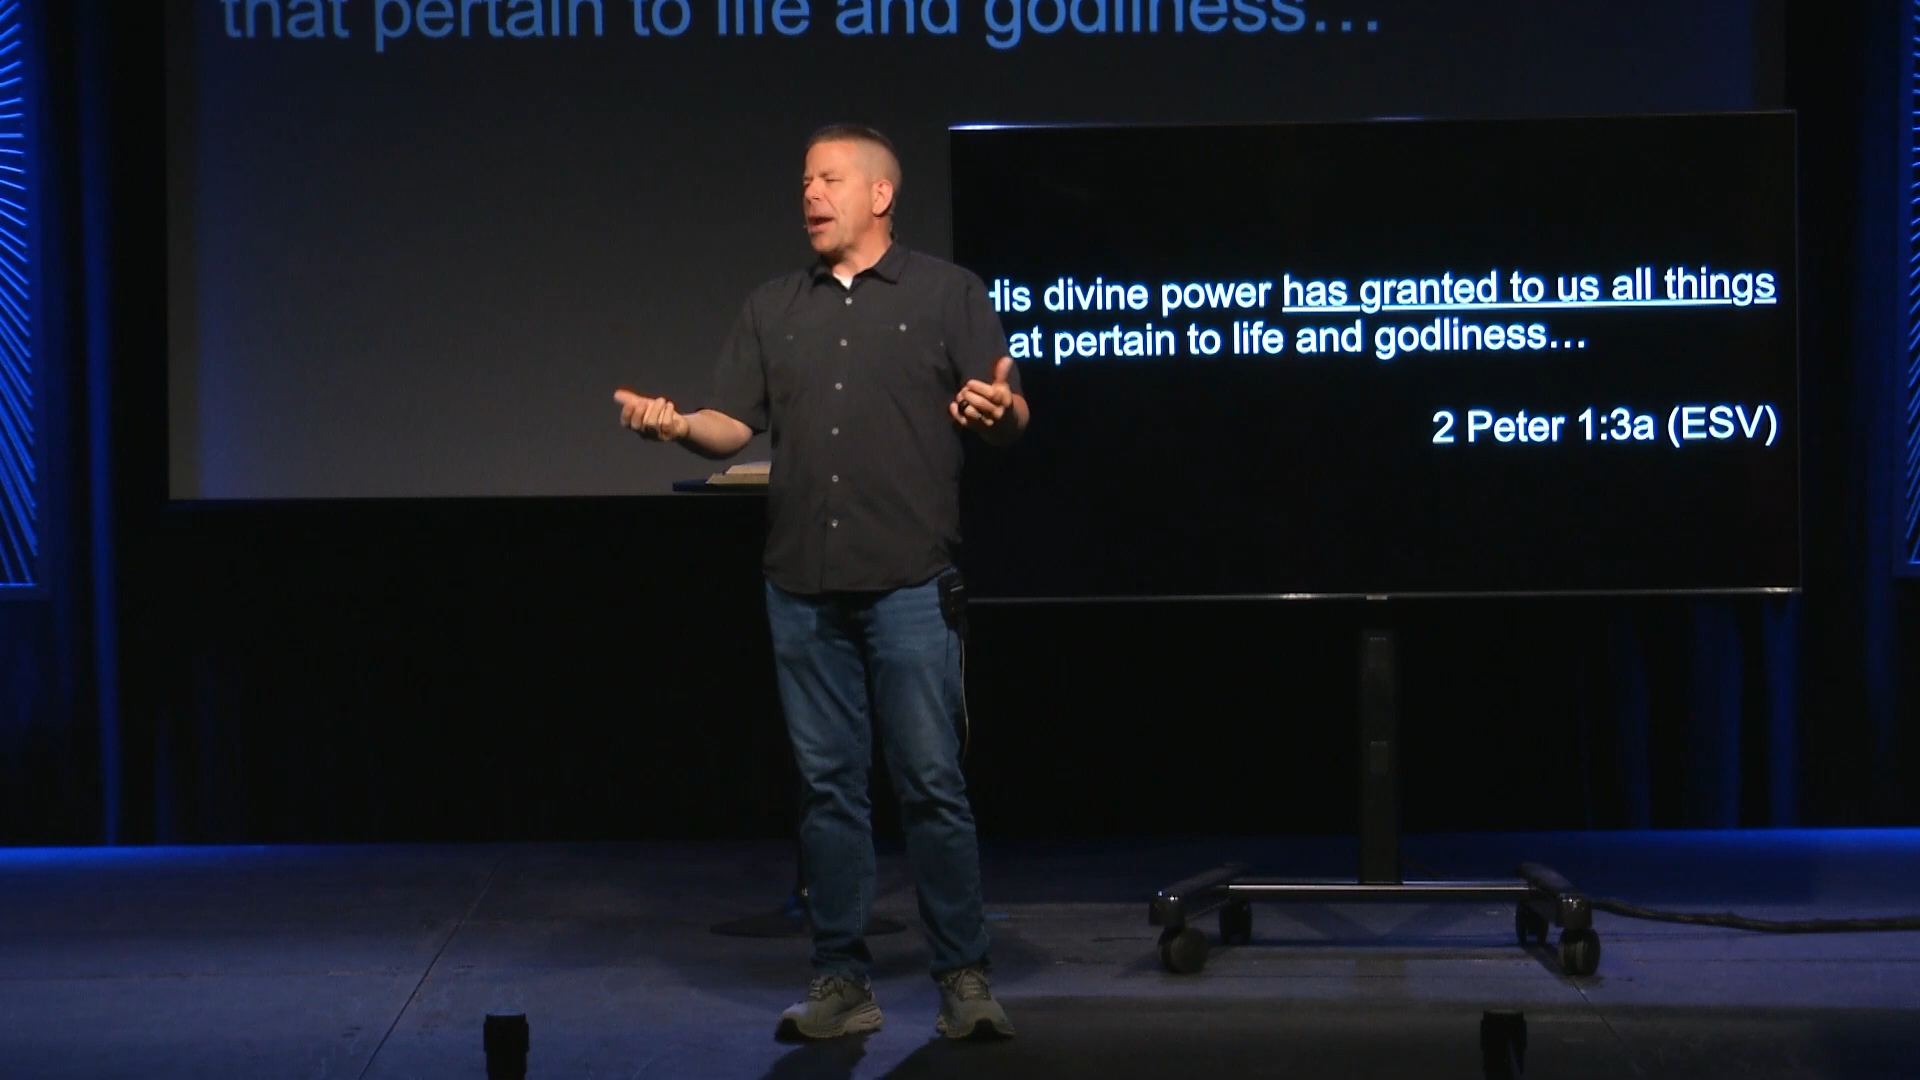 that pertain to life and godliness…
His divine power has granted to us all things
at pertain to life and godliness…
2 Peter 1:3a (ESV)